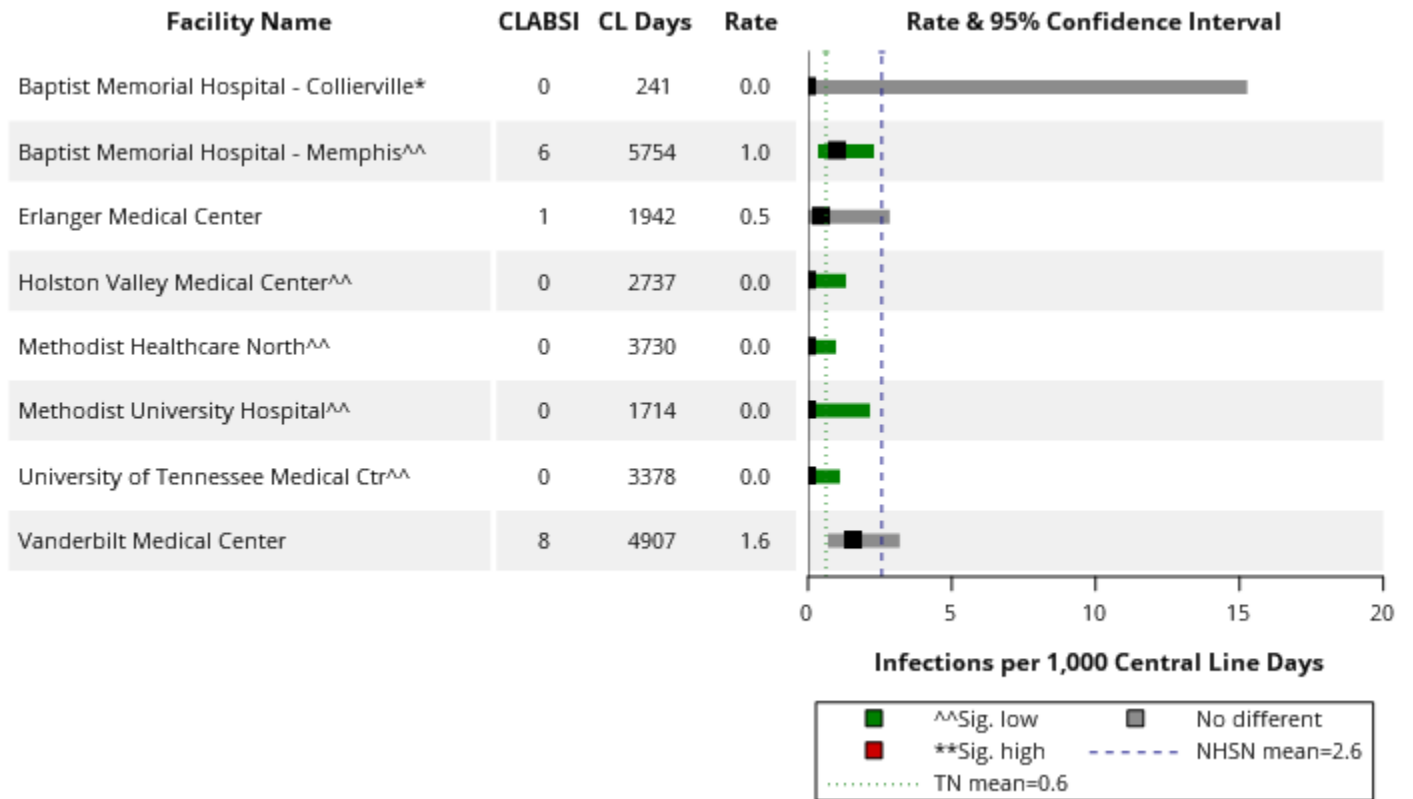 Facility Name CLABSI CL Days Rate Rate & 95% Confidence Interval
Baptist Memorial Hospital - Collierville* 0 241 0.0
Baptist Memorial Hospital - Memphis^^ 6 5754 1.0
Erlanger Medical Center 1 1942 0.5
Holston Valley Medical Center^^ 0 2737 0.0
Methodist Healthcare North^^ 0 3730 0.0
Methodist University Hospital^^ 0 1714 0.0
University of Tennessee Medical Ctr^^ 0 3378 0.0
Vanderbilt Medical Center 8 4907 1.6
0 5 10 15 20
Infections per 1,000 Central Line Days
^^Sig. low No different
**Sig. high NHSN mean=2.6
TN mean=0.6